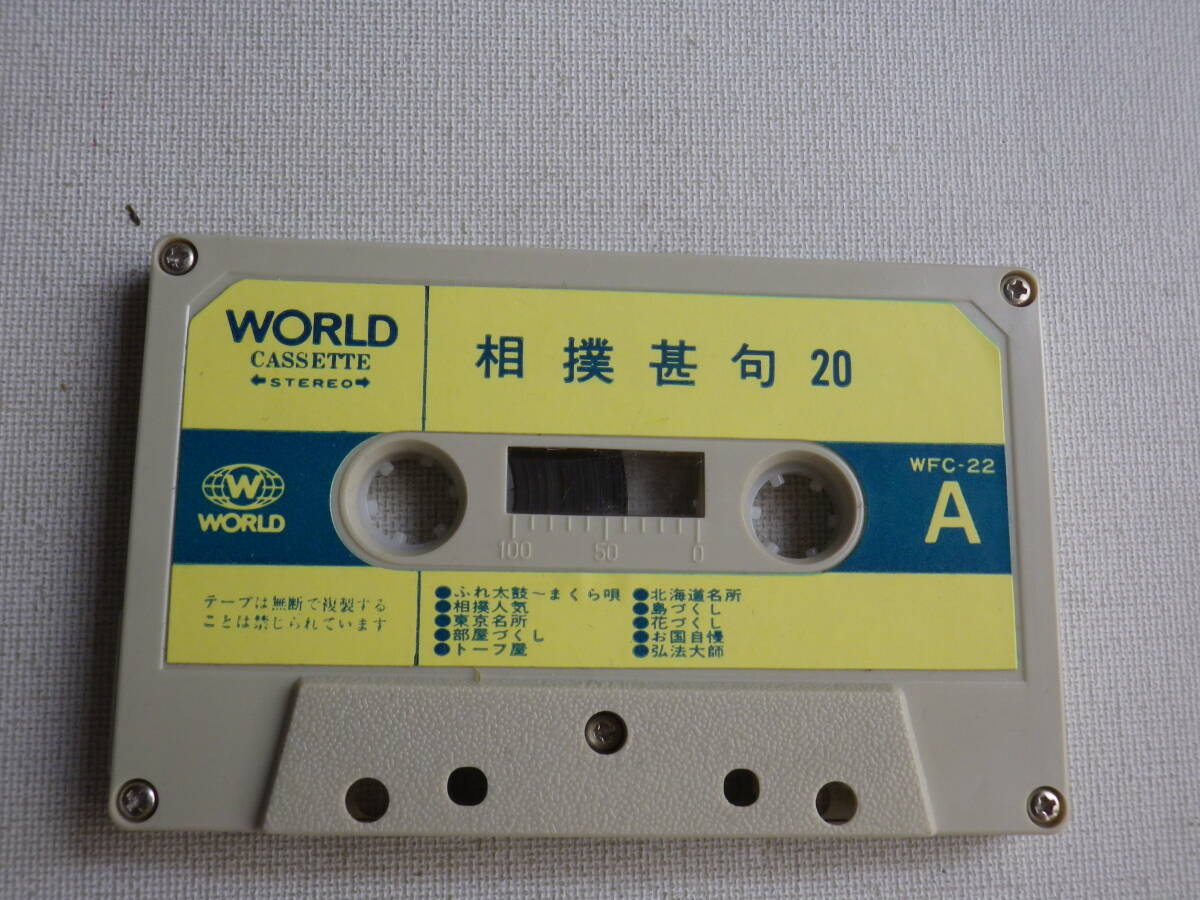 WORLD
CASSETTE
←STEREO→
相撲甚句 20
W
WORLD
WFC-22
A
100 50 0
テープは無断で複製する
ことは禁じられています
●ふれ太鼓～まくら唄
●相撲人気
●東京名所
●部屋づくし
●トーフ屋
●北海道名所
●島づくし
●花づくし
●お国自慢
●弘法大師